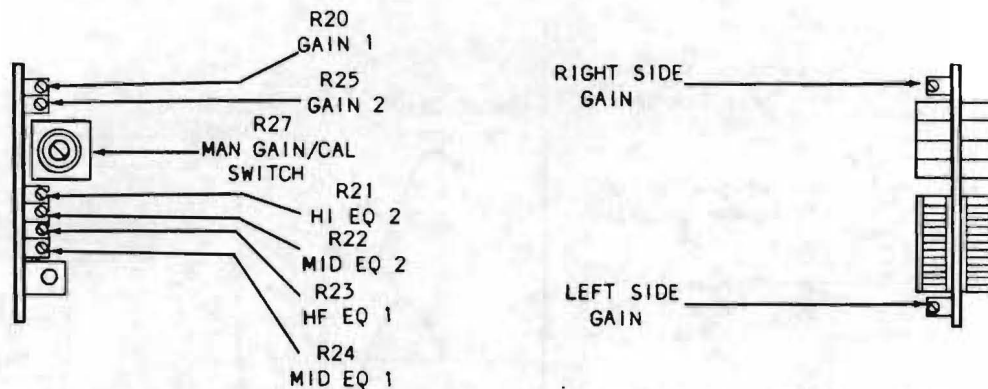 R20
GAIN 1
R25
GAIN 2
R27
MAN GAIN/CAL
SWITCH
R21
HI EQ 2
R22
MID EQ 2
R23
HF EQ 1
R24
MID EQ 1
RIGHT SIDE
GAIN
LEFT SIDE
GAIN